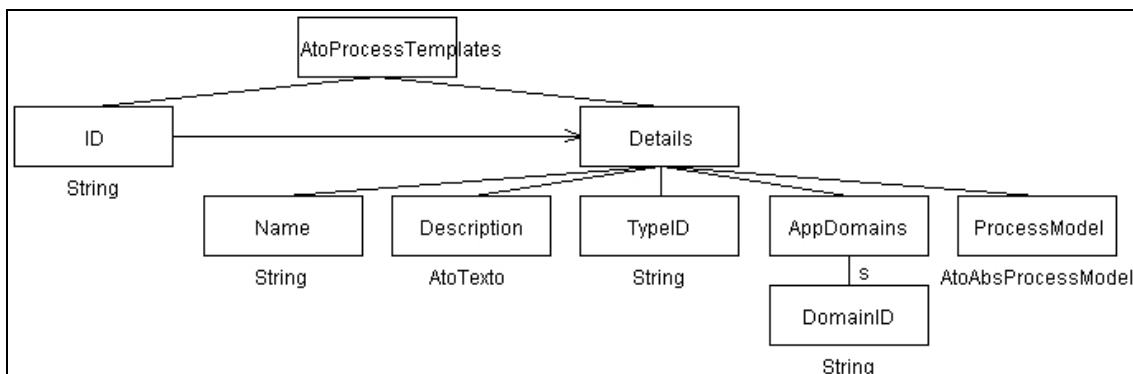 AtoProcessTemplates
ID
Details
String
Name
Description
TypeID
AppDomains
ProcessModel
String
AtoTexto
String
s
AtoAbsProcessModel
DomainID
String